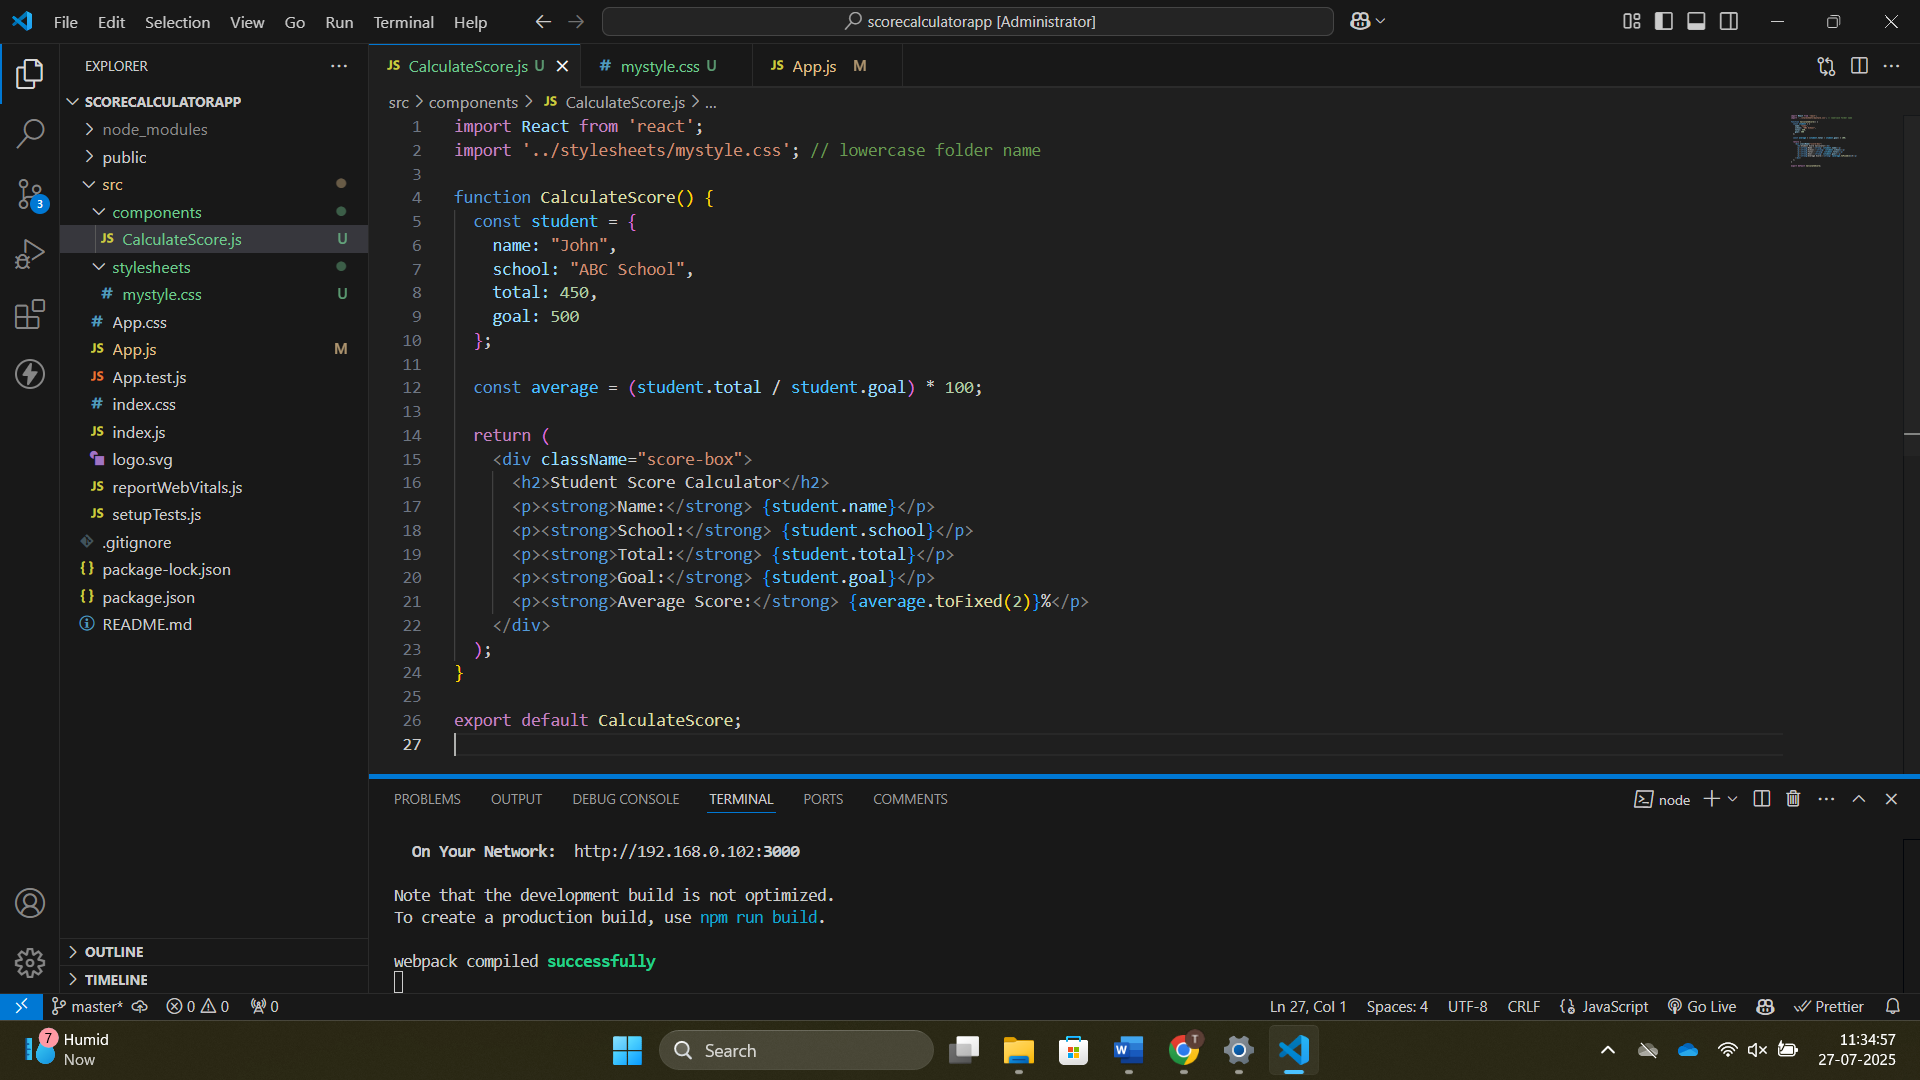 File Edit Selection View Go Run Terminal Help
scorecalculatorapp [Administrator]
EXPLORER
SCORECALCULATORAPP
node_modules
public
src
components
JS CalculateScore.js U
stylesheets
# mystyle.css U
# App.css
JS App.js M
JS App.test.js
# index.css
JS index.js
logo.svg
JS reportWebVitals.js
JS setupTests.js
.gitignore
{} package-lock.json
{} package.json
README.md
OUTLINE
TIMELINE
3
JS CalculateScore.js U
# mystyle.css U
JS App.js M
src > components > JS CalculateScore.js > ...
1 import React from 'react';
2 import '../stylesheets/mystyle.css'; // lowercase folder name
3
4 function CalculateScore() {
5 const student = {
6 name: "John",
7 school: "ABC School",
8 total: 450,
9 goal: 500
10 };
11
12 const average = (student.total / student.goal) * 100;
13
14 return (
15 <div className="score-box">
16 <h2>Student Score Calculator</h2>
17 <p><strong>Name:</strong> {student.name}</p>
18 <p><strong>School:</strong> {student.school}</p>
19 <p><strong>Total:</strong> {student.total}</p>
20 <p><strong>Goal:</strong> {student.goal}</p>
21 <p><strong>Average Score:</strong> {average.toFixed(2)}%</p>
22 </div>
23 );
24 }
25
26 export default CalculateScore;
27
PROBLEMS OUTPUT DEBUG CONSOLE TERMINAL PORTS COMMENTS
node
On Your Network: http://192.168.0.102:3000
Note that the development build is not optimized.
To create a production build, use npm run build.
webpack compiled successfully
master* 0 0 0
Ln 27, Col 1 Spaces: 4 UTF-8 CRLF {} JavaScript Go Live Prettier
7
Humid
Now
Search
T
11:34:57
27-07-2025